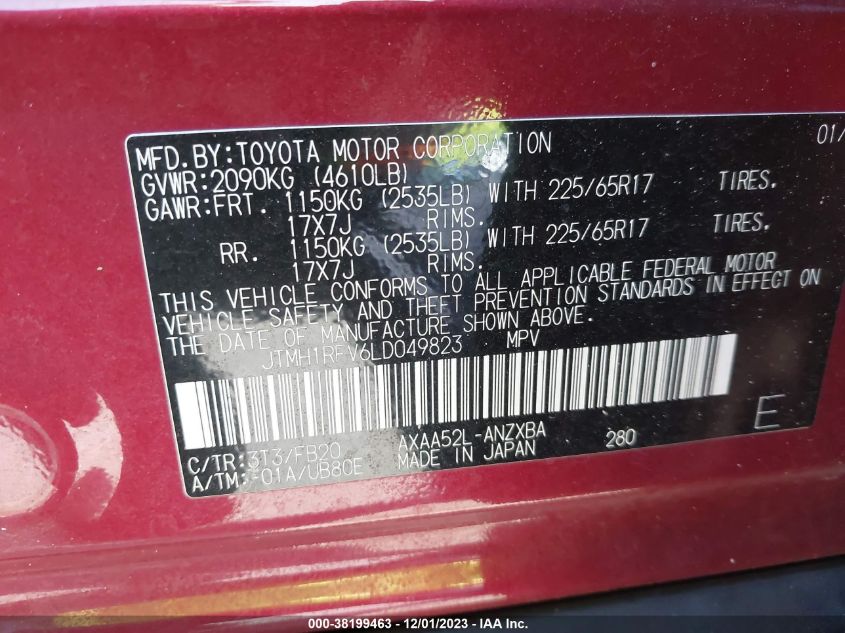 MFD.BY:TOYOTA MOTOR CORPORATION 01/
GVWR:2090KG (4610LB)
GAWR:FRT. 1150KG (2535LB) WITH 225/65R17 TIRES.
17X7J RIMS.
RR. 1150KG (2535LB) WITH 225/65R17 TIRES.
17X7J RIMS.
THIS VEHICLE CONFORMS TO ALL APPLICABLE FEDERAL MOTOR
VEHICLE SAFETY AND THEFT PREVENTION STANDARDS IN EFFECT ON
THE DATE OF MANUFACTURE SHOWN ABOVE.
JTMH1RFV6LD049823 MPV
C/TR:3T3/FB20 AXAA52L-ANZXBA 280 E
A/TM:-01A/UB80E MADE IN JAPAN
000-38199463 - 12/01/2023 - IAA Inc.